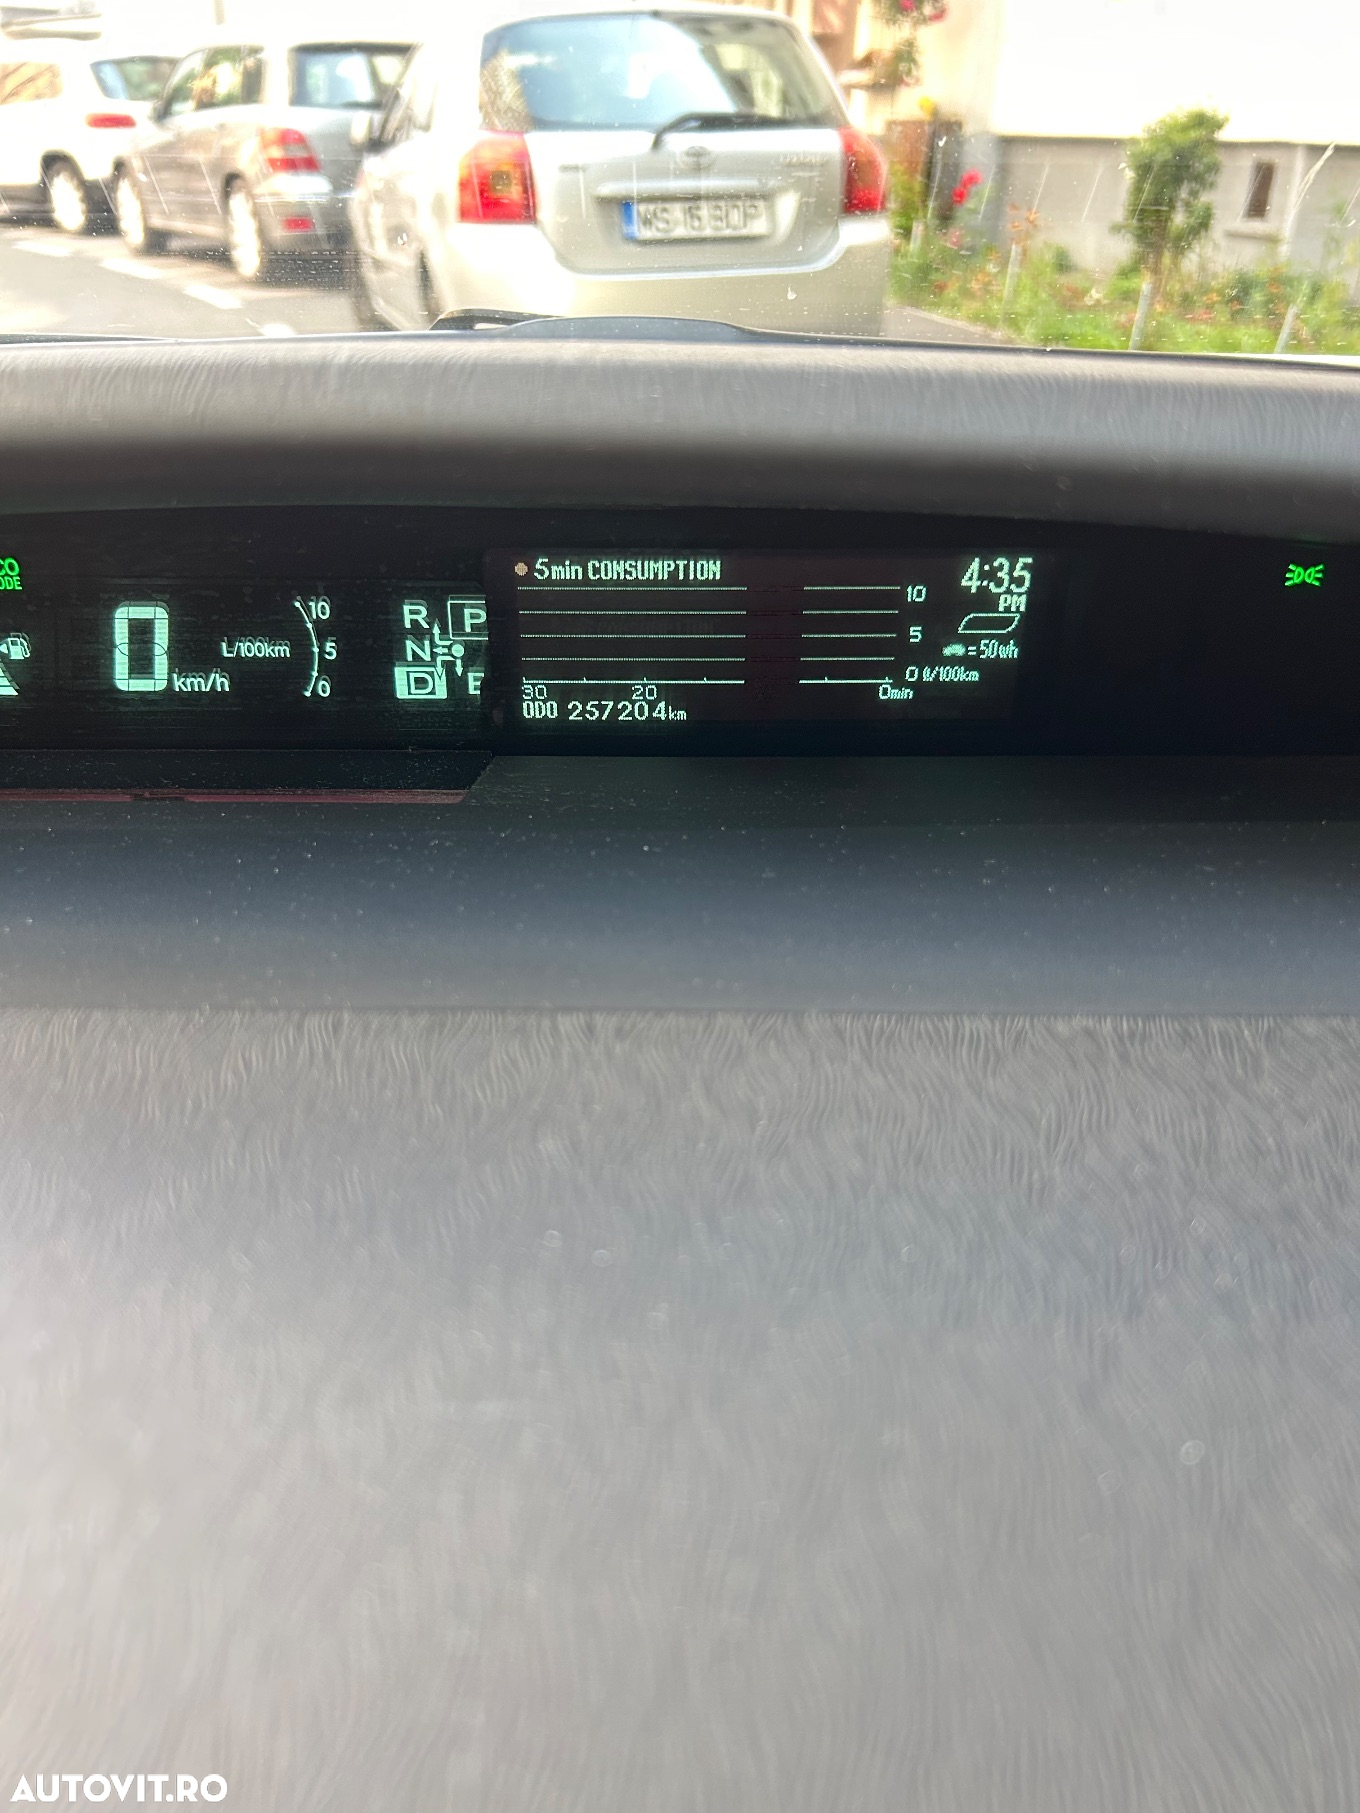 CO
ODE
0 km/h
L/100km
10
5
0
R
P
N
D
5min CONSUMPTION
4:35
PM
10
5
0 ℓ/100km
= 50Wh
30
20
0min
ODO 257204km
AUTOVIT.RO